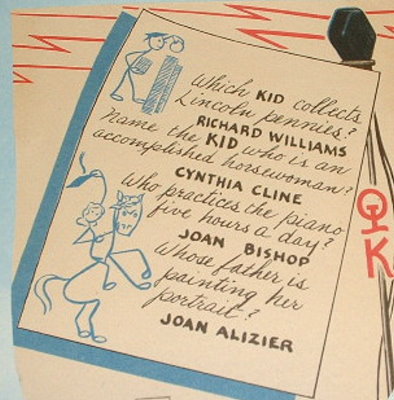 Which KID collects
Lincoln pennies?
RICHARD WILLIAMS
Name the KID who is an
accomplished horsewoman?
CYNTHIA CLINE
Who practices the piano
five hours a day?
JOAN BISHOP
Whose father is
painting her
portrait?
JOAN ALIZIER
QK